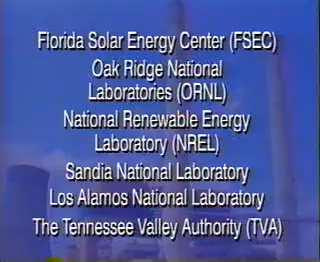 Florida Solar Energy Center (FSEC)
Oak Ridge National
Laboratories (ORNL)
National Renewable Energy
Laboratory (NREL)
Sandia National Laboratory
Los Alamos National Laboratory
The Tennessee Valley Authority (TVA)